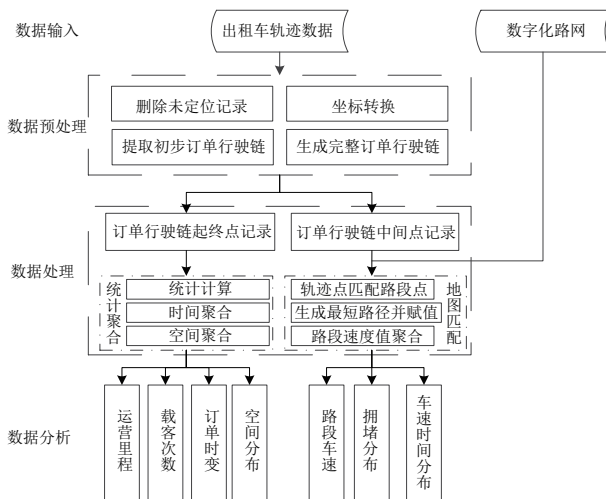 数据输入
出租车轨迹数据
数字化路网
数据预处理
删除未定位记录
坐标转换
提取初步订单行驶链
生成完整订单行驶链
数据处理
订单行驶链起终点记录
订单行驶链中间点记录
统计聚合
统计计算
时间聚合
空间聚合
轨迹点匹配路段点
生成最短路径并赋值
路段速度值聚合
地图匹配
数据分析
运营里程
载客次数
订单时变
空间分布
路段车速
拥堵分布
车速时间分布